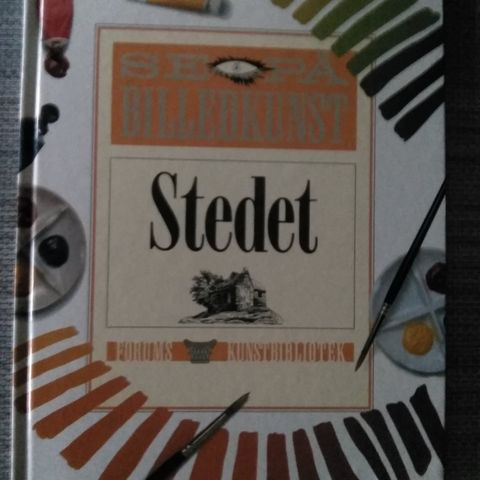 SE PÅ
BILLEDKUNST
Stedet
FORUMS KUNSTBIBLIOTEK